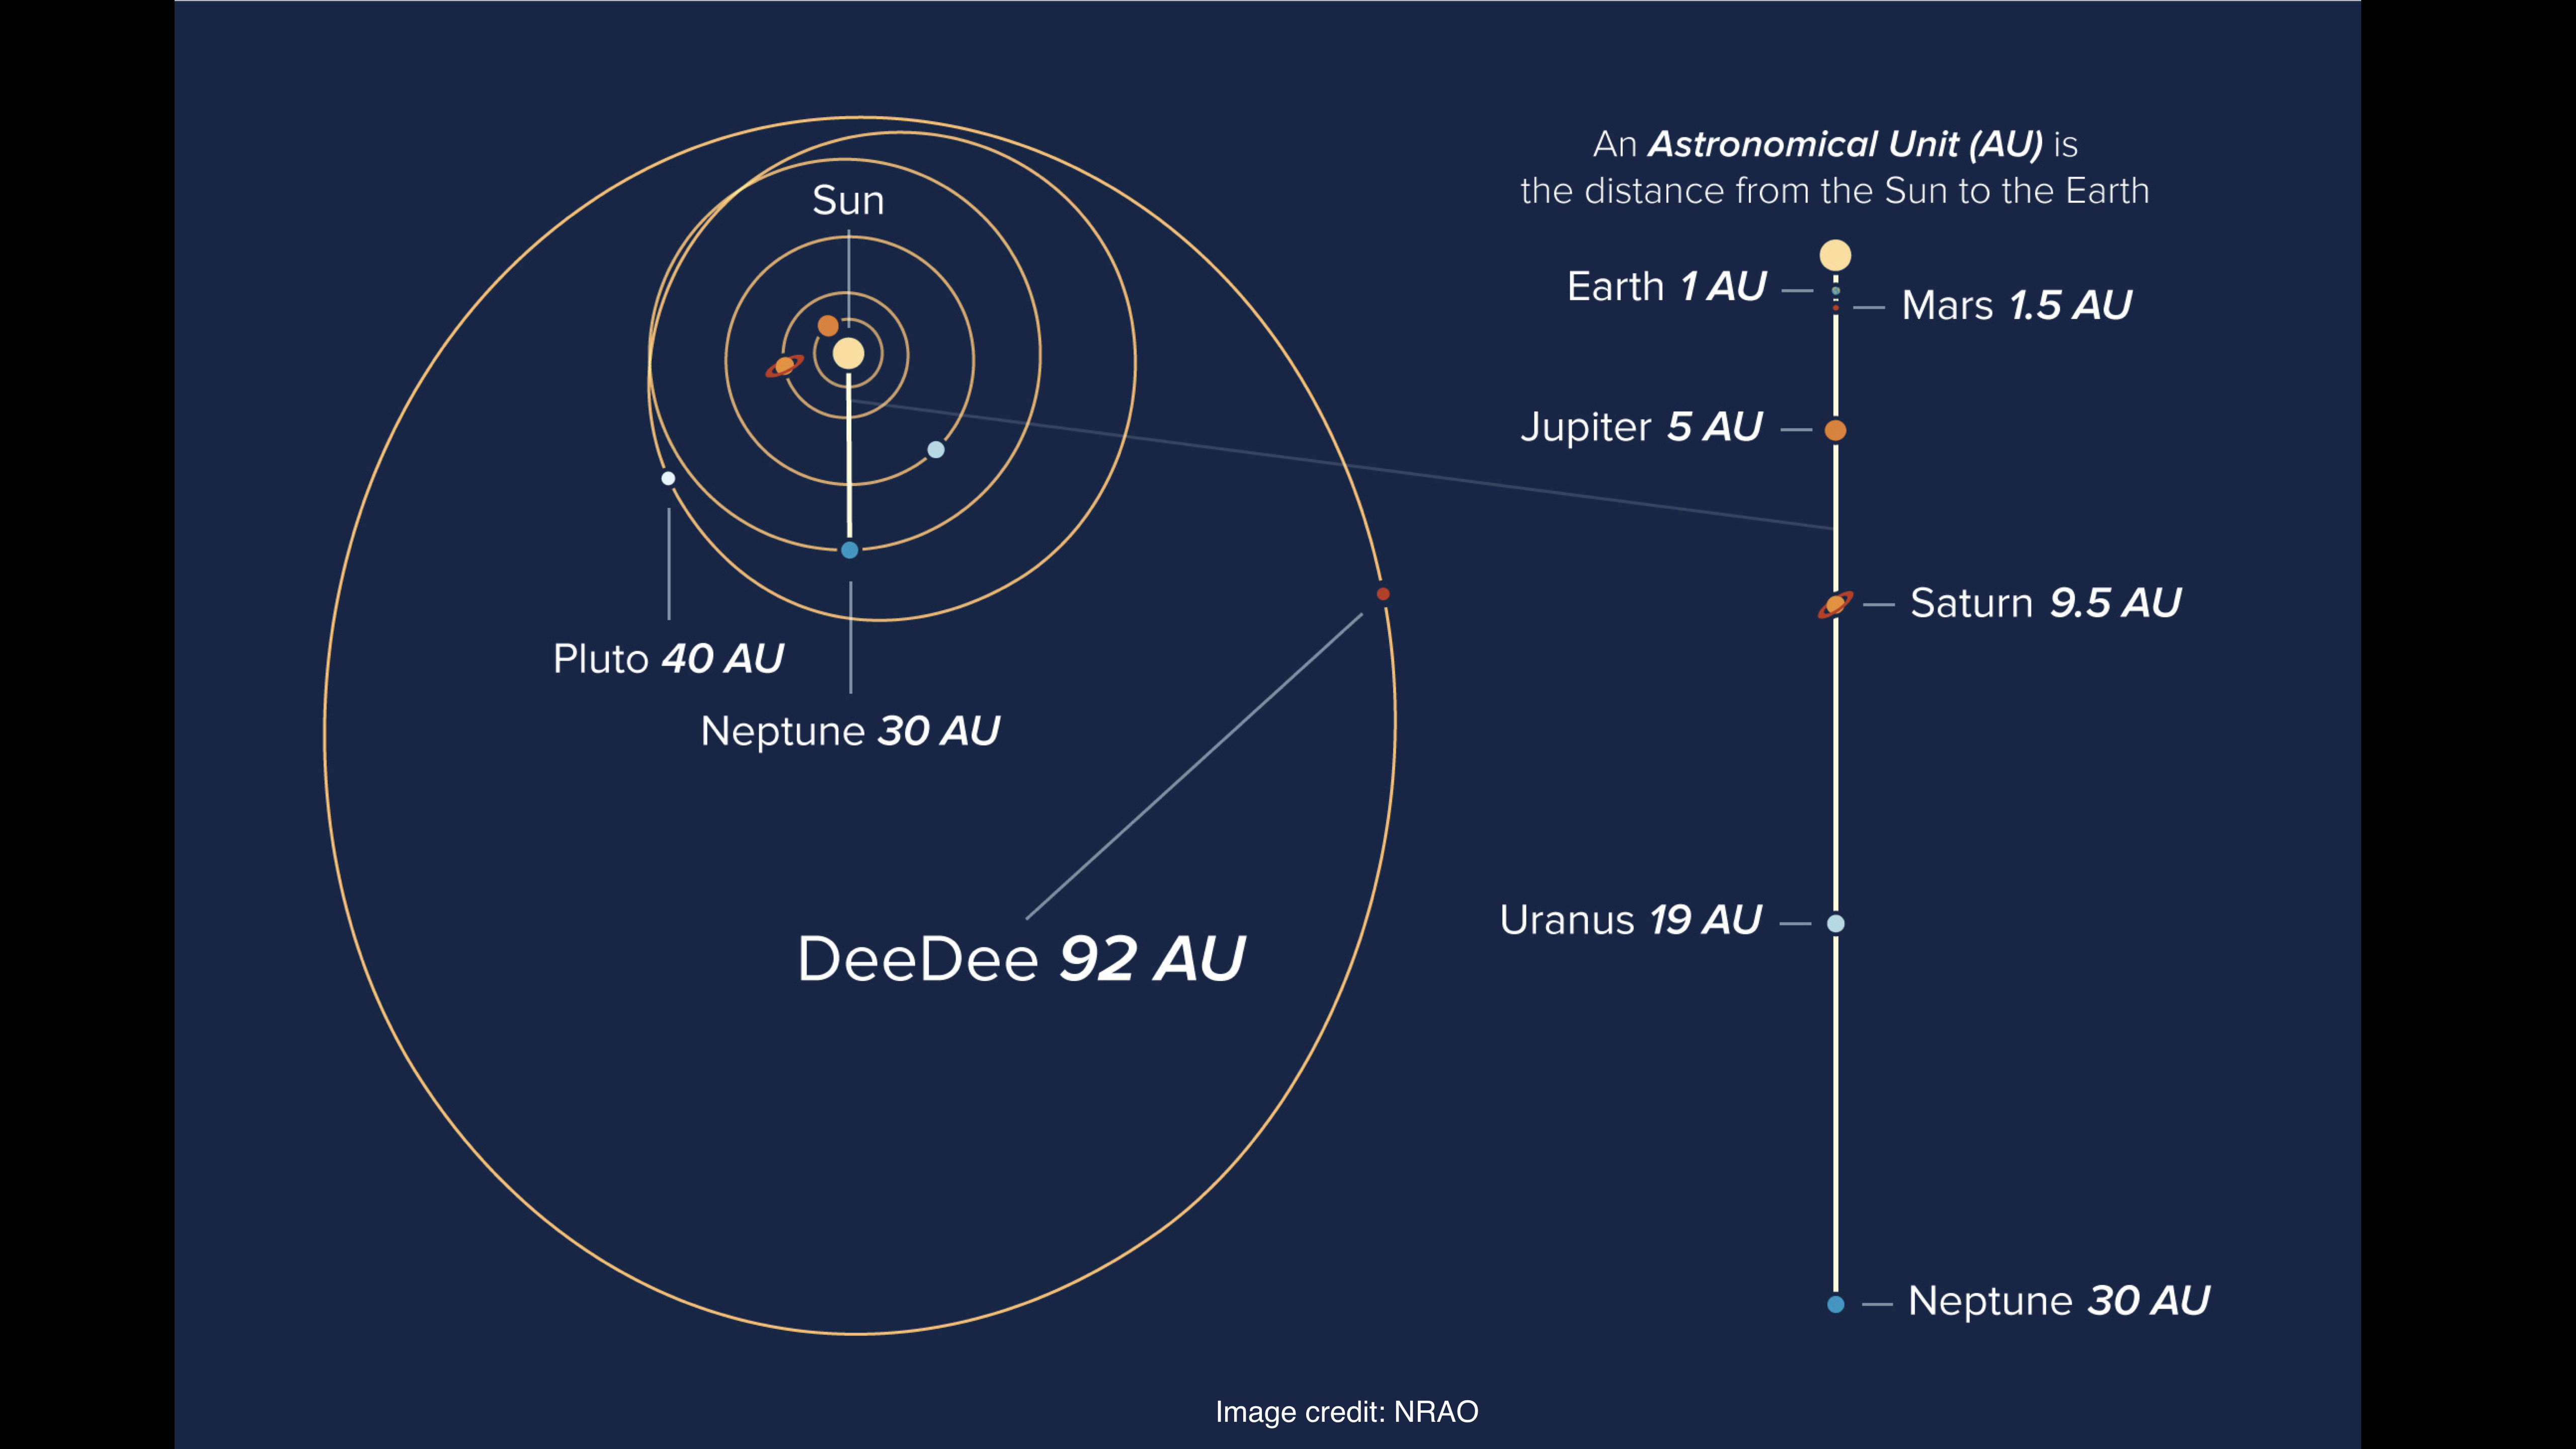 Sun
Pluto 40 AU
Neptune 30 AU
DeeDee 92 AU
An Astronomical Unit (AU) is
the distance from the Sun to the Earth
Earth 1 AU
Mars 1.5 AU
Jupiter 5 AU
Saturn 9.5 AU
Uranus 19 AU
Neptune 30 AU
Image credit: NRAO